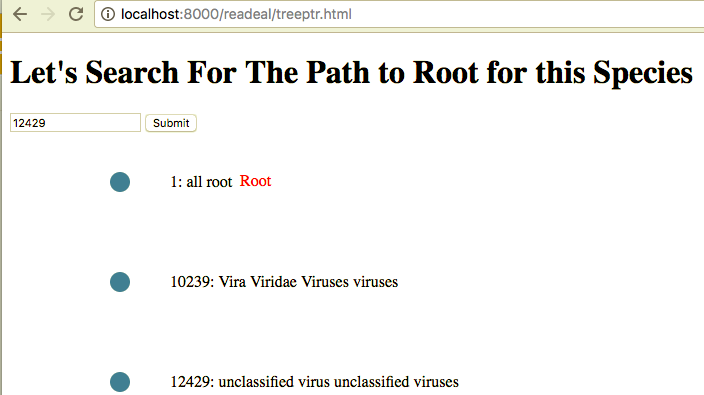 localhost:8000/readeal/treeptr.html
Let's Search For The Path to Root for this Species
12429 Submit
1: all root Root
10239: Vira Viridae Viruses viruses
12429: unclassified virus unclassified viruses